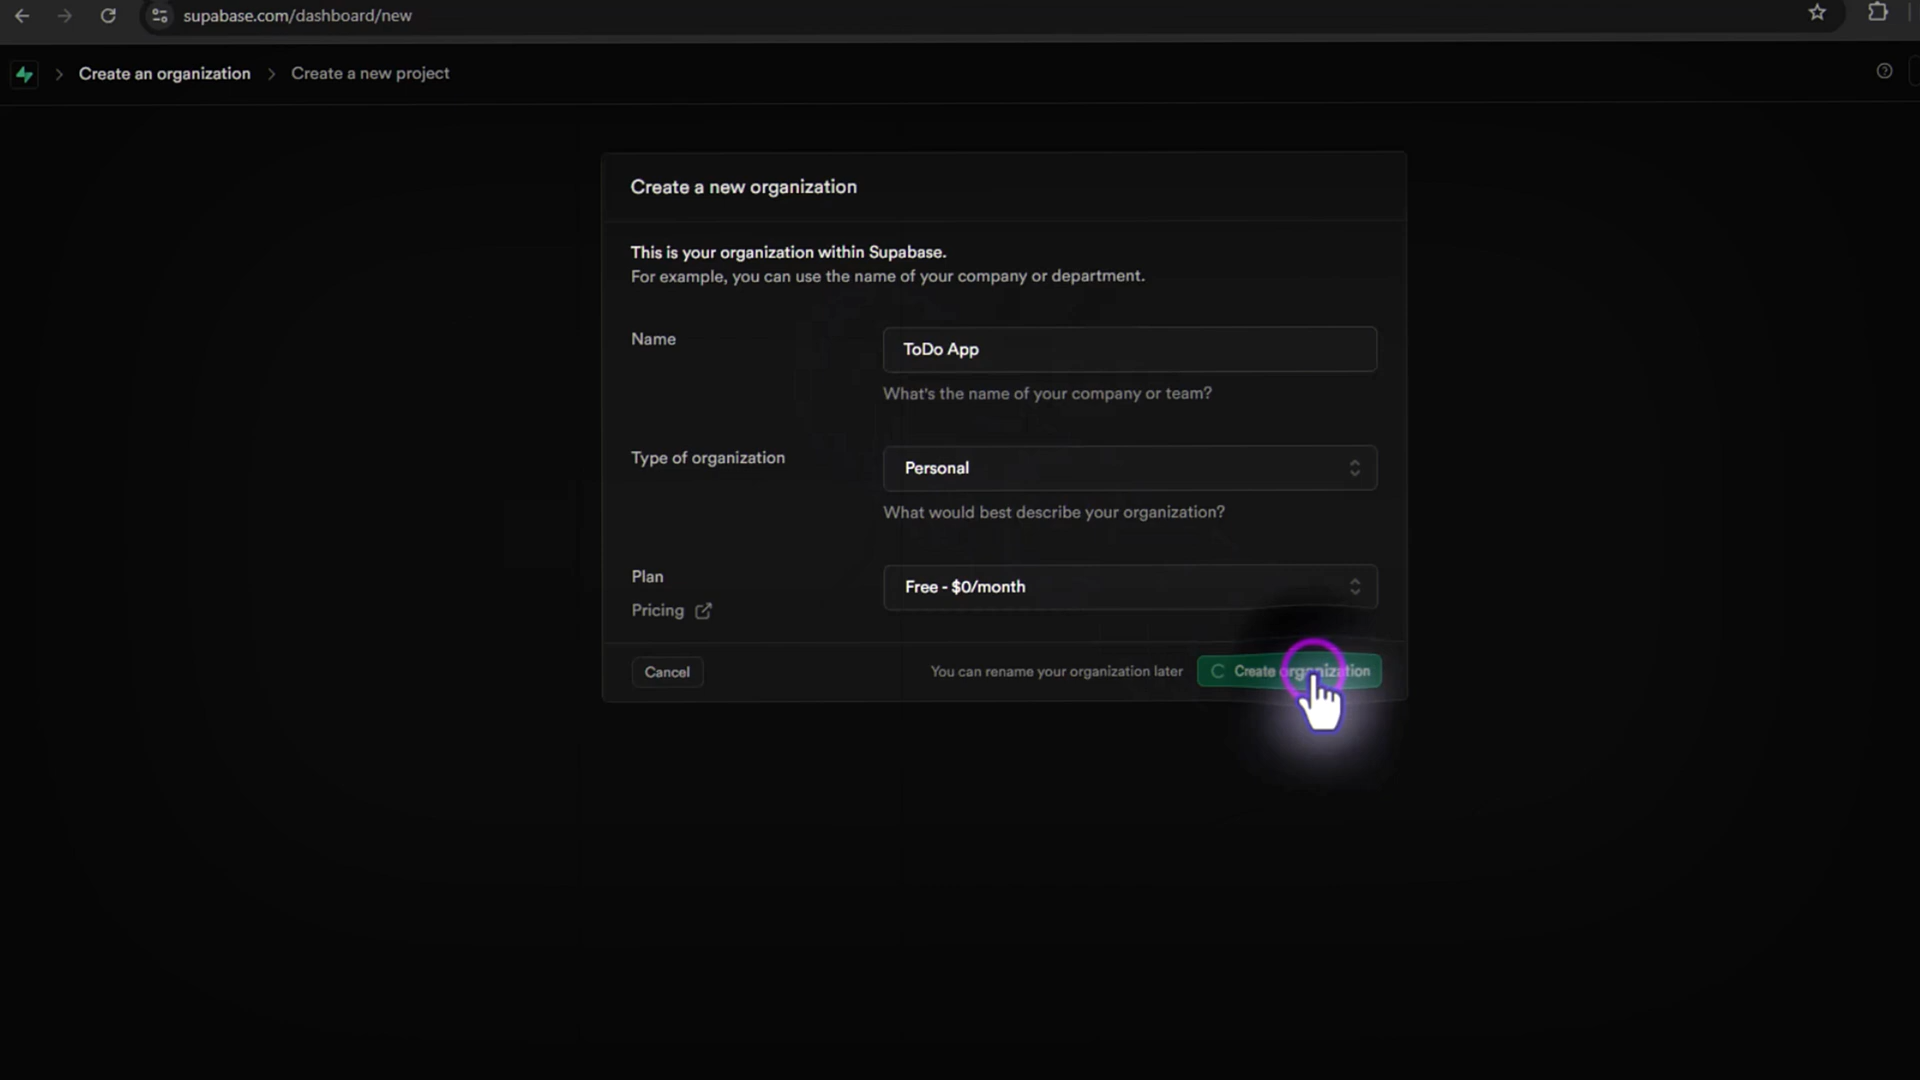 supabase.com/dashboard/new
Create an organization
Create a new project
Create a new organization
This is your organization within Supabase.
For example, you can use the name of your company or department.
Name
ToDo App
What's the name of your company or team?
Type of organization
Personal
What would best describe your organization?
Plan
Free - $0/month
Pricing
Cancel
You can rename your organization later
Create organization